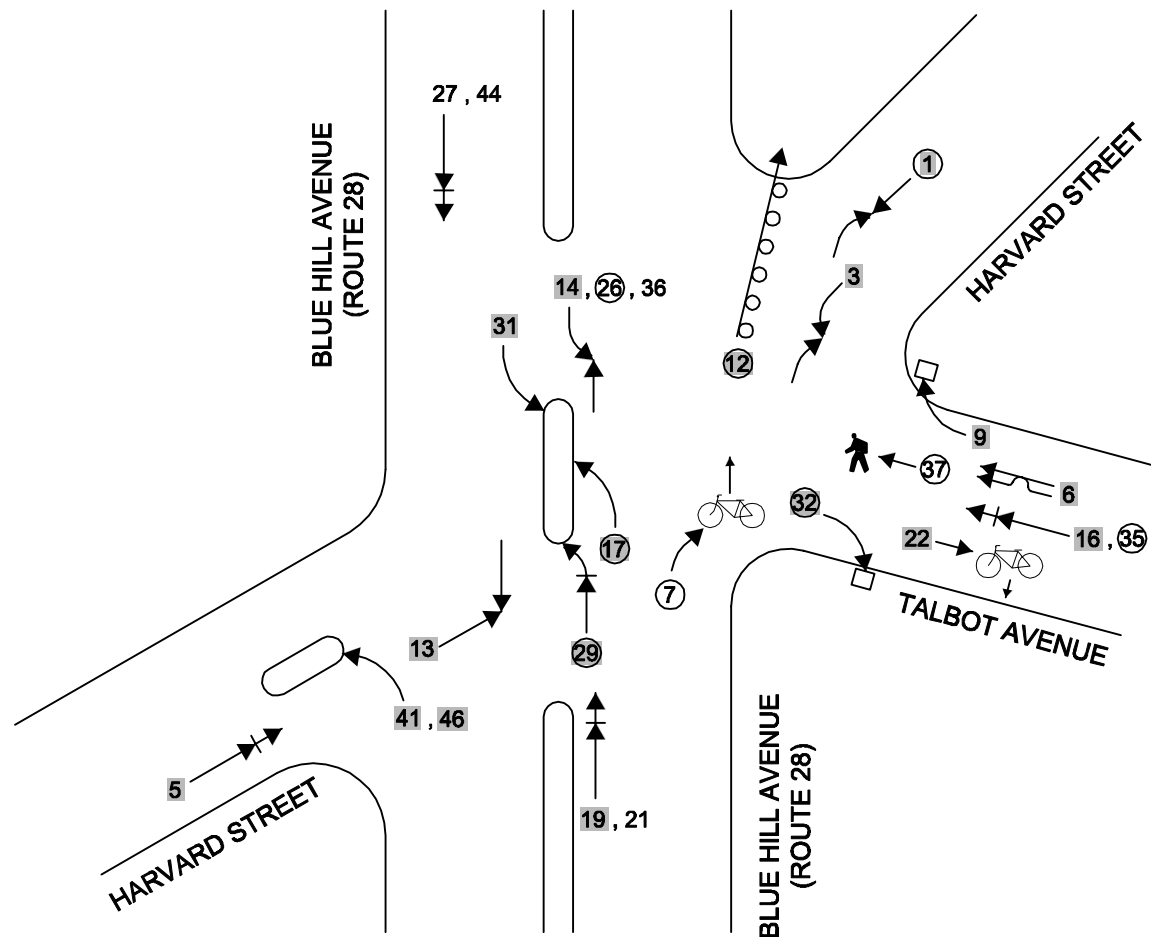 27 , 44
BLUE HILL AVENUE
(ROUTE 28)
1
HARVARD STREET
3
14 , 26 , 36
31
12
9
37
6
32
16 , 35
22
17
7
TALBOT AVENUE
13
29
41 , 46
5
19 , 21
HARVARD STREET
BLUE HILL AVENUE
(ROUTE 28)